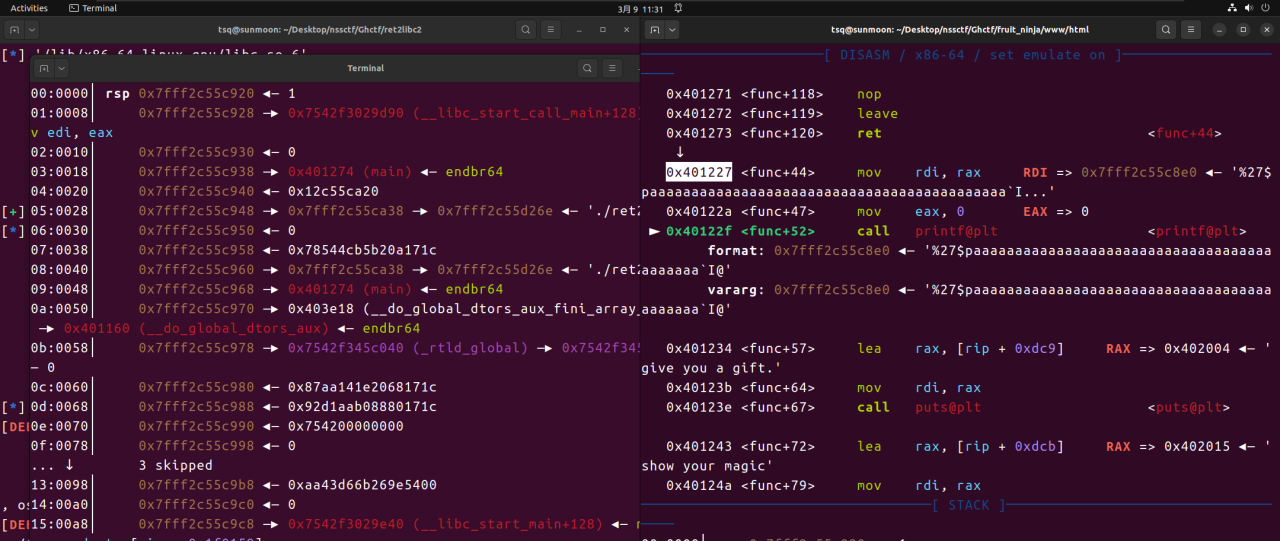 Activities Terminal 3月 9 11:31
tsq@sunmoon: ~/Desktop/nssctf/Ghctf/ret2libc2
[*] '/lib/x86_64-linux-gnu/libc.so.6'
Terminal
00:0000│ rsp 0x7fff2c55c920 ◂— 1
01:0008│ 0x7fff2c55c928 —▸ 0x7542f3029d90 (__libc_start_call_main+128)
v edi, eax
02:0010│ 0x7fff2c55c930 ◂— 0
03:0018│ 0x7fff2c55c938 —▸ 0x401274 (main) ◂— endbr64
04:0020│ 0x7fff2c55c940 ◂— 0x12c55ca20
[+] 05:0028│ 0x7fff2c55c948 —▸ 0x7fff2c55ca38 —▸ 0x7fff2c55d26e ◂— './ret2
[*] 06:0030│ 0x7fff2c55c950 ◂— 0
07:0038│ 0x7fff2c55c958 ◂— 0x78544cb5b20a171c
08:0040│ 0x7fff2c55c960 —▸ 0x7fff2c55ca38 —▸ 0x7fff2c55d26e ◂— './ret2
09:0048│ 0x7fff2c55c968 —▸ 0x401274 (main) ◂— endbr64
0a:0050│ 0x7fff2c55c970 —▸ 0x403e18 (__do_global_dtors_aux_fini_array_
—▸ 0x401160 (__do_global_dtors_aux) ◂— endbr64
0b:0058│ 0x7fff2c55c978 —▸ 0x7542f345c040 (_rtld_global) —▸ 0x7542f345
— 0
0c:0060│ 0x7fff2c55c980 ◂— 0x87aa141e2068171c
[*] 0d:0068│ 0x7fff2c55c988 ◂— 0x92d1aab08880171c
[DEI 0e:0070│ 0x7fff2c55c990 ◂— 0x754200000000
0f:0078│ 0x7fff2c55c998 ◂— 0
... ↓ 3 skipped
13:0098│ 0x7fff2c55c9b8 ◂— 0xaa43d66b269e5400
, os 14:00a0│ 0x7fff2c55c9c0 ◂— 0
[DEI 15:00a8│ 0x7fff2c55c9c8 —▸ 0x7542f3029e40 (__libc_start_main+128) ◂—
tsq@sunmoon: ~/Desktop/nssctf/Ghctf/fruit_ninja/www/html
[ DISASM / x86-64 / set emulate on ]
0x401271 <func+118> nop
0x401272 <func+119> leave
0x401273 <func+120> ret <func+44>
↓
0x401227 <func+44> mov rdi, rax RDI => 0x7fff2c55c8e0 ◂— '%27$
paaaaaaaaaaaaaaaaaaaaaaaaaaaaaaaaaaaaaaaaaaa`I...'
0x40122a <func+47> mov eax, 0 EAX => 0
► 0x40122f <func+52> call printf@plt <printf@plt>
format: 0x7fff2c55c8e0 ◂— '%27$paaaaaaaaaaaaaaaaaaaaaaaaaaaaaaaaaaaa
aaaaaaa`I@'
vararg: 0x7fff2c55c8e0 ◂— '%27$paaaaaaaaaaaaaaaaaaaaaaaaaaaaaaaaaaaa
aaaaaaa`I@'
0x401234 <func+57> lea rax, [rip + 0xdc9] RAX => 0x402004 ◂— '
give you a gift.'
0x40123b <func+64> mov rdi, rax
0x40123e <func+67> call puts@plt <puts@plt>
0x401243 <func+72> lea rax, [rip + 0xdcb] RAX => 0x402015 ◂— '
show your magic'
0x40124a <func+79> mov rdi, rax
[ STACK ]